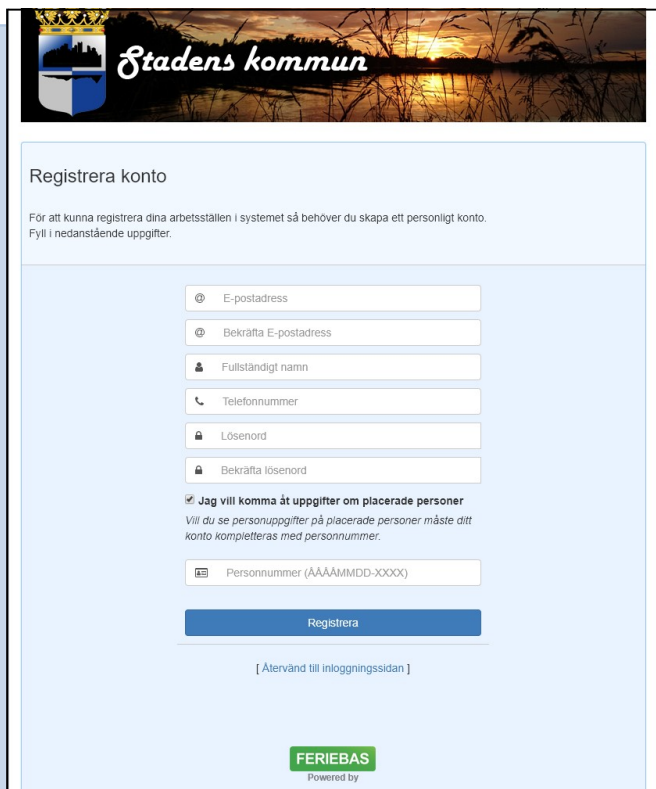 Stadens kommun
Registrera konto
För att kunna registrera dina arbetsställen i systemet så behöver du skapa ett personligt konto.
Fyll i nedanstående uppgifter.
@ E-postadress
@ Bekräfta E-postadress
Fullständigt namn
Telefonnummer
Lösenord
Bekräfta lösenord
Jag vill komma åt uppgifter om placerade personer
Vill du se personuppgifter på placerade personer måste ditt
konto kompletteras med personnummer.
Personnummer (ÅÅÅÅMMDD-XXXX)
Registrera
[ Återvänd till inloggningssidan ]
FERIEBAS
Powered by